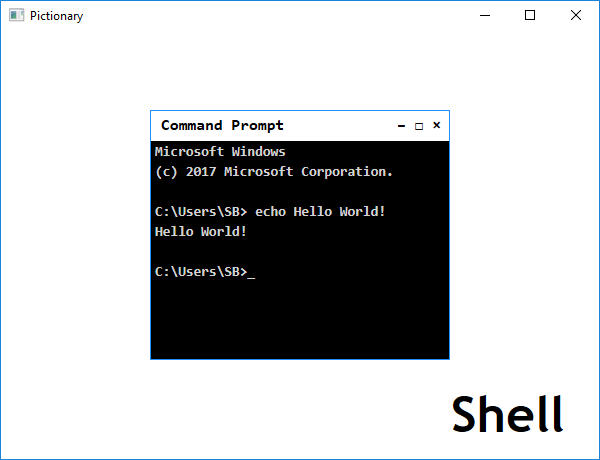 Pictionary
Command Prompt
Microsoft Windows
(c) 2017 Microsoft Corporation.
C:\Users\SB> echo Hello World!
Hello World!
C:\Users\SB>_
Shell